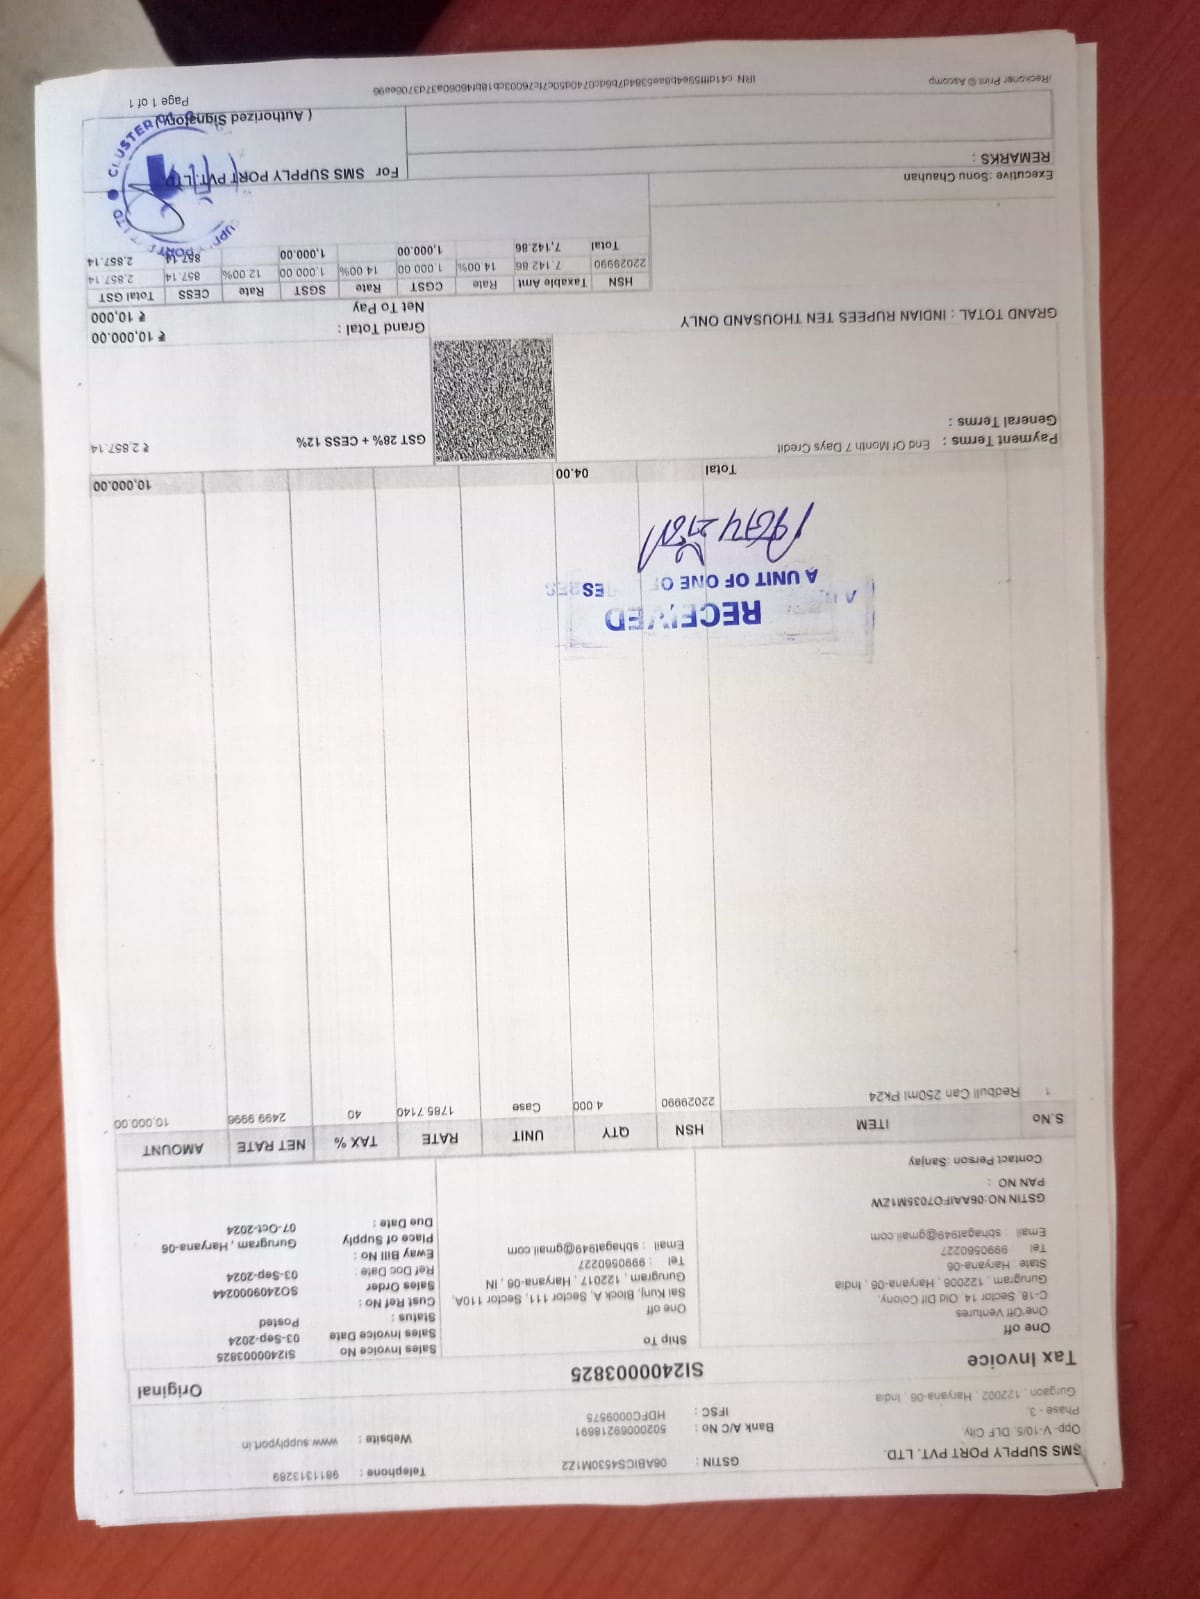 SMS SUPPLY PORT PVT. LTD.
Opp- V-10/5, DLF City
Phase - 3
Gurgaon , 122002 , Haryana-06 , India
GSTIN : 06ABICS4530M1Z2
Bank A/C No : 50200069218691
IFSC : HDFC0009575
Telephone : 9811313289
Website : www.supplyport.in
Tax Invoice
SI2400003825
Original
One off
One'Off Ventures
C-18, Sector 14, Old Dlf Colony,
Gurugram , 122006 , Haryana-06 , India
State Haryana-06
Tel 9990560227
Email : sbhagat949@gmail.com
GSTIN NO:06AAIFO7035M1ZW
PAN NO :
Contact Person :Sanjay
Ship To
One off
Sai Kunj, Block A, Sector 111, Sector 110A,
Gurugram , 122017 , Haryana-06 , IN
Tel : 9990560227
Email : sbhagat949@gmail.com
Sales Invoice No SI2400003825
Sales Invoice Date 03-Sep-2024
Status : Posted
Cust Ref No :
Sales Order SO2409000244
Ref Doc Date : 03-Sep-2024
Eway Bill No :
Place of Supply Gurugram , Haryana-06
Due Date : 07-Oct-2024
S.No ITEM HSN QTY UNIT RATE TAX % NET RATE AMOUNT
1 Redbull Can 250ml Pk24 22029990 4.000 Case 1785.7140 40 2499.9996 10,000.00
RECEIVED
A UNIT OF ONE OF
Total 04.00 10,000.00
Payment Terms : End Of Month 7 Days Credit
General Terms :
GST 28% + CESS 12% ₹ 2,857.14
GRAND TOTAL : INDIAN RUPEES TEN THOUSAND ONLY
Grand Total : ₹ 10,000.00
Net To Pay ₹ 10,000
HSN Taxable Amt Rate CGST Rate SGST Rate CESS Total GST
22029990 7,142.86 14.00% 1,000.00 14.00% 1,000.00 12.00% 857.14 2,857.14
Total 7,142.86 1,000.00 1,000.00 857.14 2,857.14
Executive :Sonu Chauhan
REMARKS :
For SMS SUPPLY PORT PVT. LTD
( Authorized Signatory )
CLUSTER
Page 1 of 1
iReckoner Print @ Ascomp